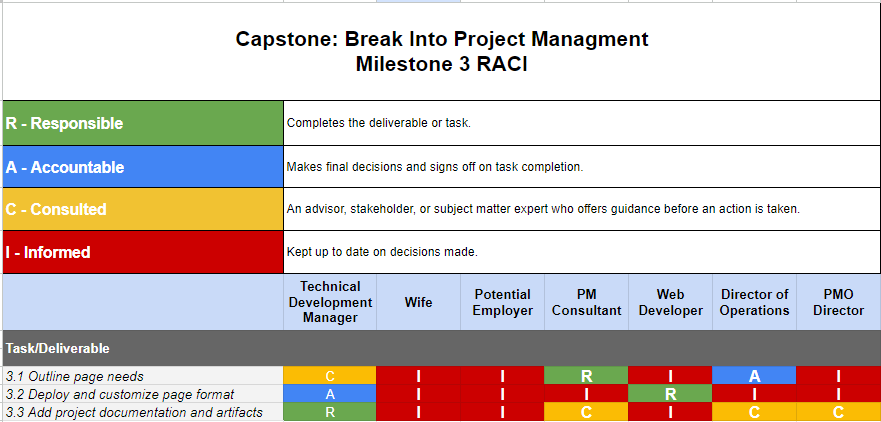 Capstone: Break Into Project Managment
Milestone 3 RACI
R - Responsible Completes the deliverable or task.
A - Accountable Makes final decisions and signs off on task completion.
C - Consulted An advisor, stakeholder, or subject matter expert who offers guidance before an action is taken.
I - Informed Kept up to date on decisions made.
Technical Development Manager Wife Potential Employer PM Consultant Web Developer Director of Operations PMO Director
Task/Deliverable
3.1 Outline page needs C I I R I A I
3.2 Deploy and customize page format A I I I R I I
3.3 Add project documentation and artifacts R I I C I C C